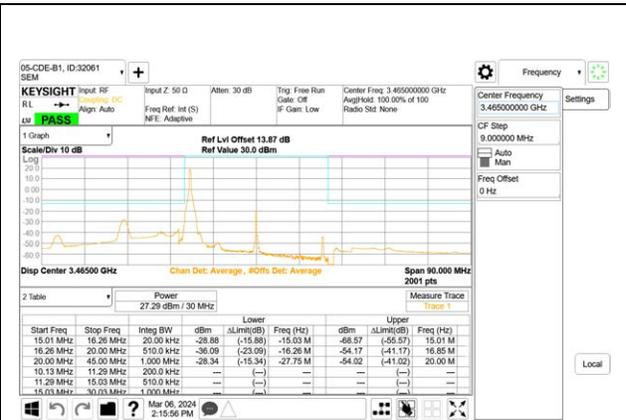 05-CDE-B1, ID:32061
SEM
Frequency
KEYSIGHT Input: RF Input Z: 50 Ω Atten: 30 dB Trig: Free Run Center Freq: 3.465000000 GHz
RL Coupling: DC Gate: Off Avg|Hold: 100.00% of 100
Align: Auto Freq Ref: Int (S) IF Gain: Low Radio Std: None
PASS NFE: Adaptive
Center Frequency
3.465000000 GHz
Settings
CF Step
9.000000 MHz
Auto
Man
Freq Offset
0 Hz
1 Graph
Ref Lvl Offset 13.87 dB
Scale/Div 10 dB Ref Value 30.0 dBm
Log
20.0
10.0
0.00
-10.0
-20.0
-30.0
-40.0
-50.0
-60.0
Disp Center 3.46500 GHz Chan Det: Average , #Offs Det: Average Span 90.000 MHz
2001 pts
2 Table
Power
27.29 dBm / 30 MHz
Measure Trace
Trace 1
Lower Upper
Start Freq Stop Freq Integ BW dBm ΔLimit(dB) Freq (Hz) dBm ΔLimit(dB) Freq (Hz)
15.01 MHz 16.26 MHz 20.00 kHz -28.88 (-15.88) -15.03 M -68.57 (-55.57) 15.01 M
16.26 MHz 20.00 MHz 510.0 kHz -36.09 (-23.09) -16.26 M -54.17 (-41.17) 16.85 M
20.00 MHz 45.00 MHz 1.000 MHz -28.34 (-15.34) -27.75 M -54.02 (-41.02) 20.00 M
10.13 MHz 11.29 MHz 200.0 kHz --- (---) --- --- (---) ---
11.29 MHz 15.03 MHz 510.0 kHz --- (---) --- --- (---) ---
15.03 MHz 30.03 MHz 1.000 MHz --- (---) --- --- (---) ---
Local
? Mar 06, 2024
2:15:56 PM